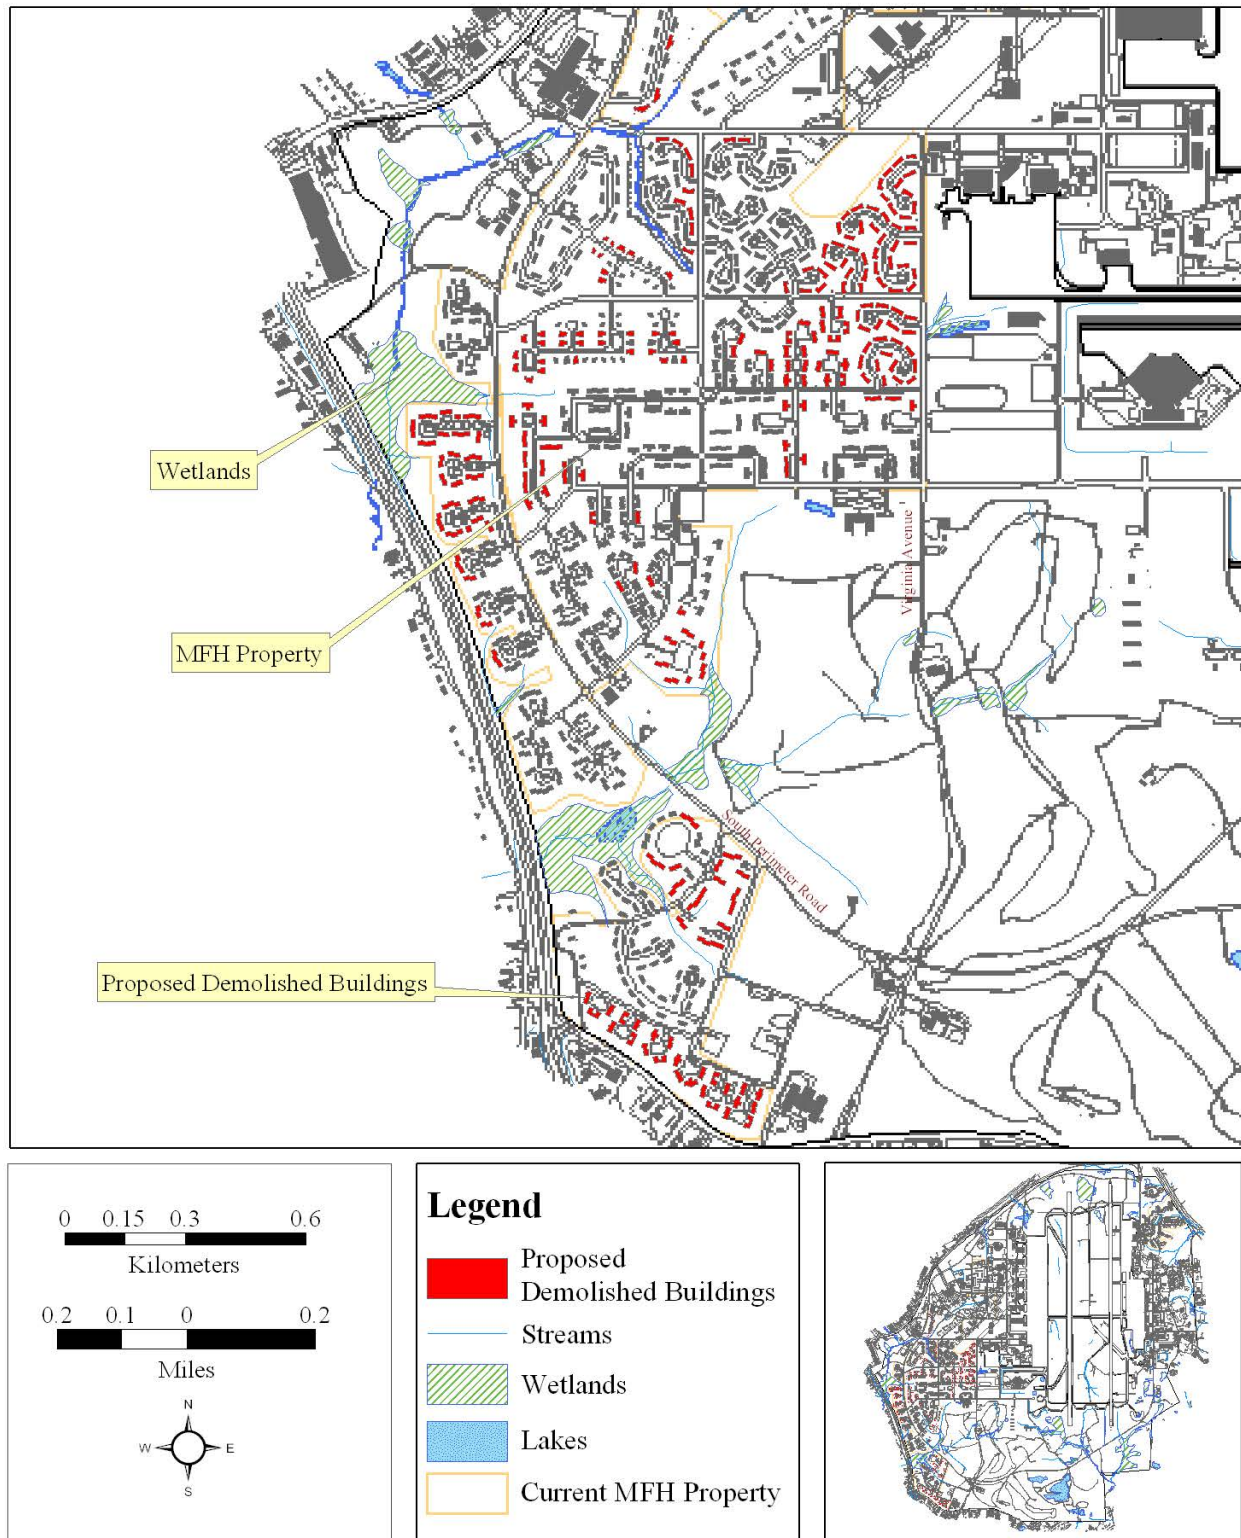 Virginia Avenue
Wetlands
MFH Property
South Perimeter Road
Proposed Demolished Buildings
0 0.15 0.3 0.6
Kilometers
0.2 0.1 0 0.2
Miles
N
W E
S
Legend
Proposed
Demolished Buildings
Streams
Wetlands
Lakes
Current MFH Property